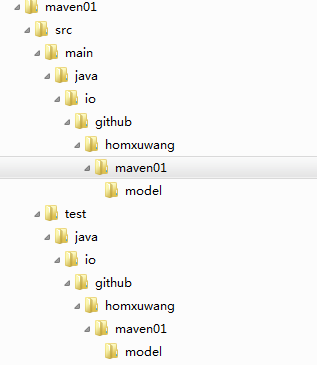 maven01
src
main
java
io
github
homxuwang
maven01
model
test
java
io
github
homxuwang
maven01
model